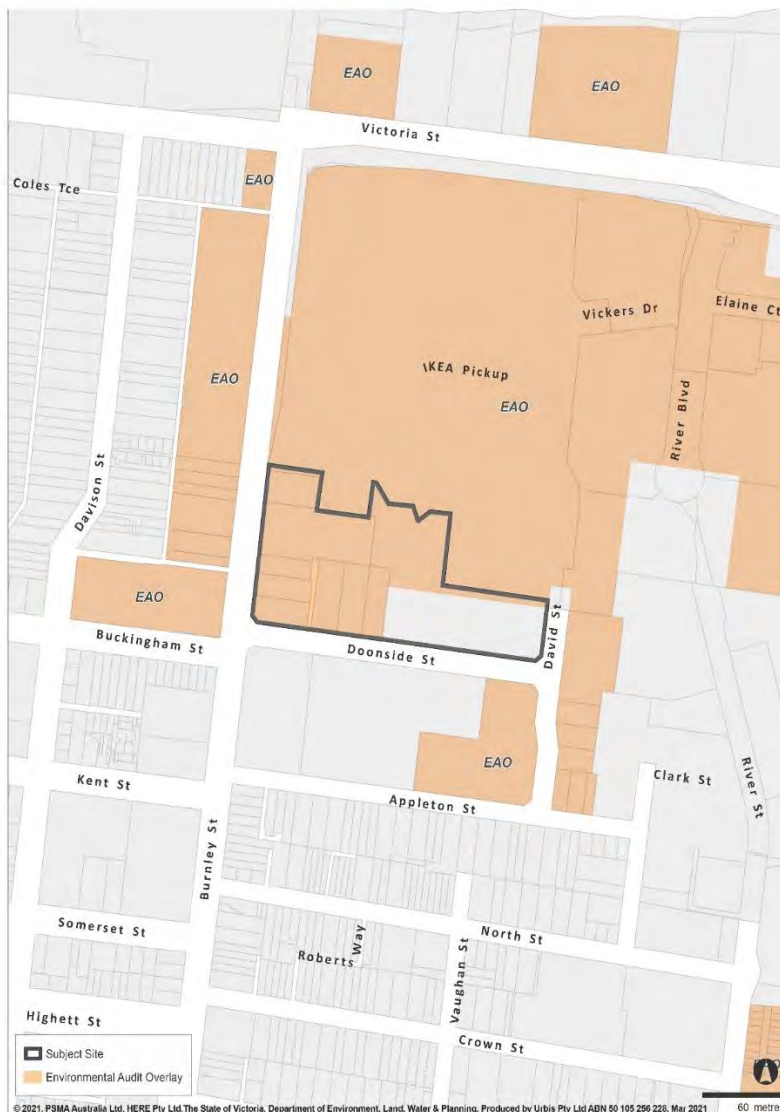 EAO
EAO
Victoria St
EAO
Coles Tce
Vickers Dr
Elaine Ct
IKEA Pickup
EAO
EAO
River Blvd
Davison St
EAO
Buckingham St
Doonside St
David St
EAO
Kent St
Appleton St
Clark St
River St
Burnley St
Somerset St
Roberts Way
Vaughan St
North St
Highett St
Crown St
Subject Site
Environmental Audit Overlay
60 metre
© 2021. PSMA Australia Ltd, HERE Pty Ltd. The State of Victoria, Department of Environment, Land, Water & Planning. Produced by Urbis Pty Ltd ABN 50 105 256 228, Mar 2021